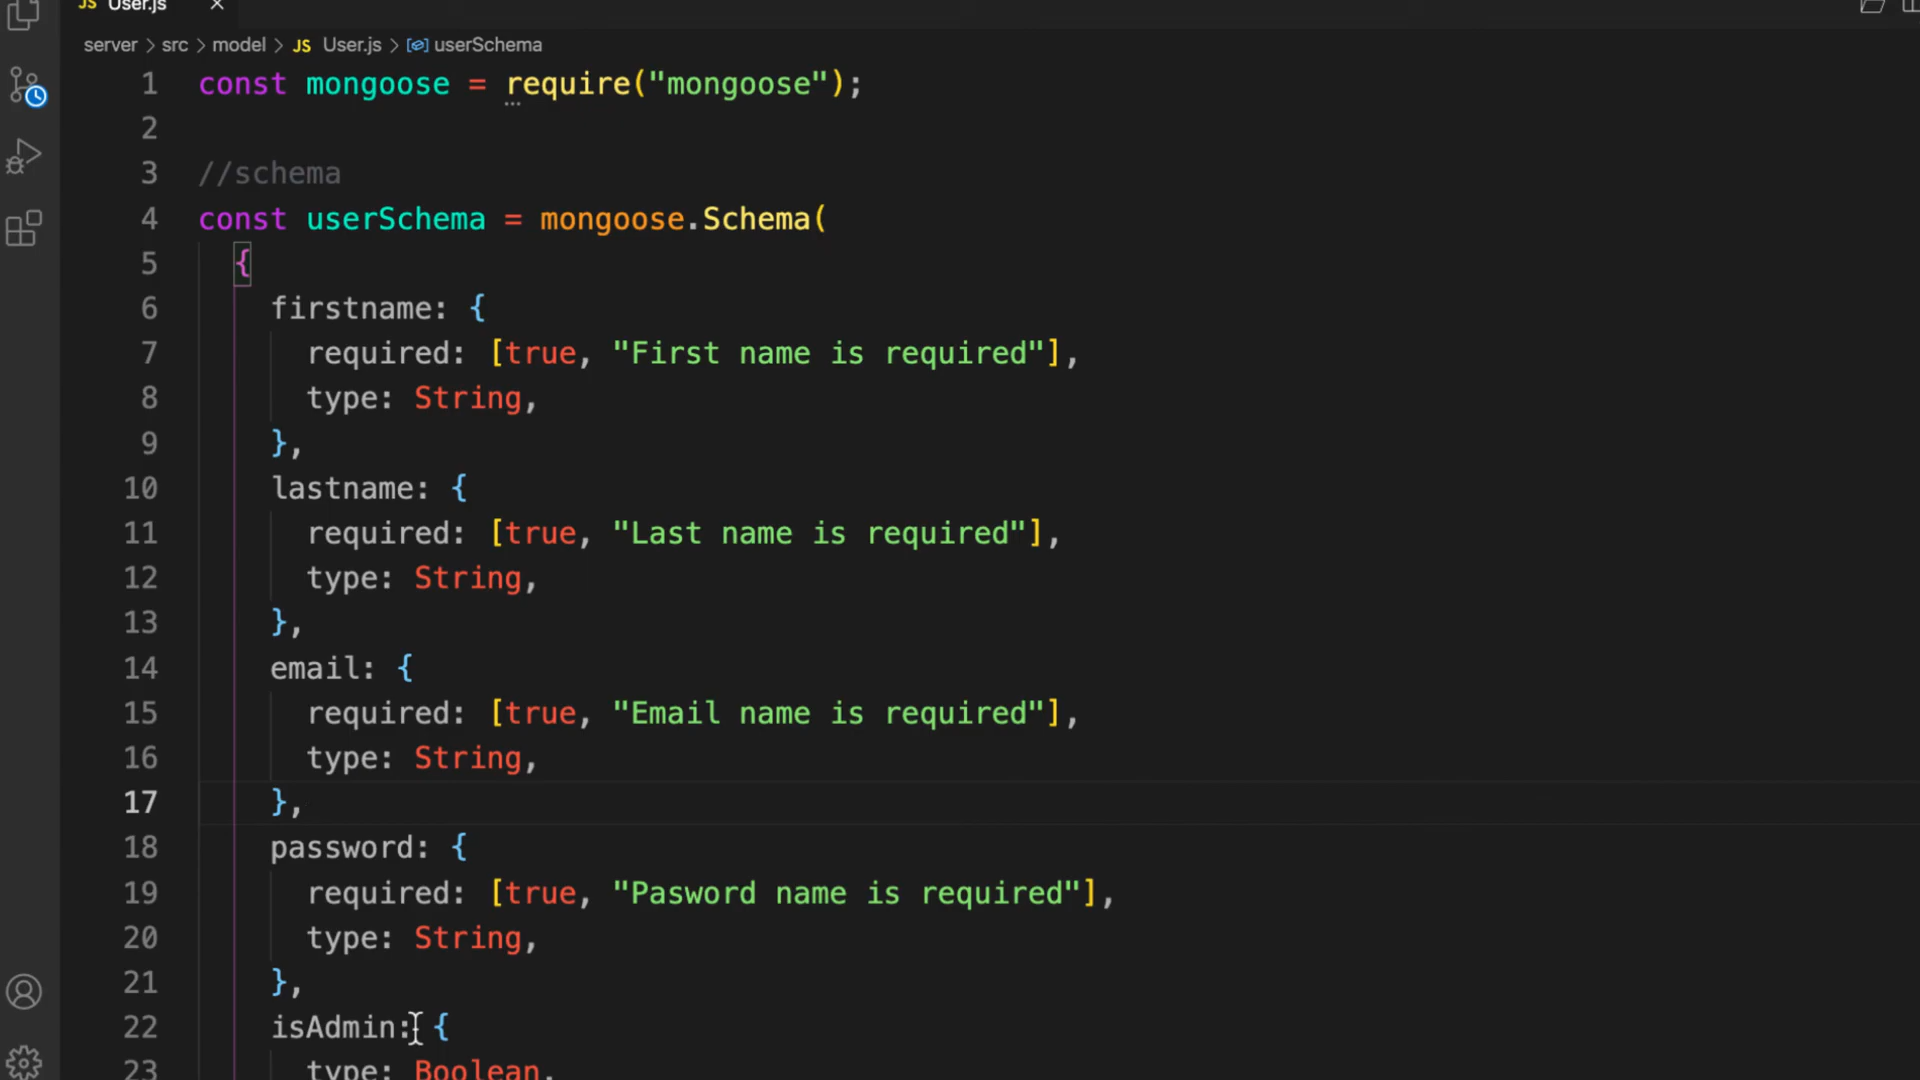 JS User.js ×
server > src > model > JS User.js > userSchema
1 const mongoose = require("mongoose");
2
3 //schema
4 const userSchema = mongoose.Schema(
5 {
6 firstname: {
7 required: [true, "First name is required"],
8 type: String,
9 },
10 lastname: {
11 required: [true, "Last name is required"],
12 type: String,
13 },
14 email: {
15 required: [true, "Email name is required"],
16 type: String,
17 },
18 password: {
19 required: [true, "Pasword name is required"],
20 type: String,
21 },
22 isAdmin: {
23 type: Boolean,